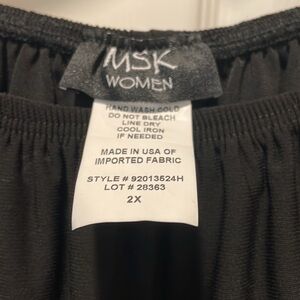 MSK
WOMEN
HAND WASH COLD
DO NOT BLEACH
LINE DRY
COOL IRON
IF NEEDED
MADE IN USA OF
IMPORTED FABRIC
STYLE # 92013524H
LOT # 28363
2X